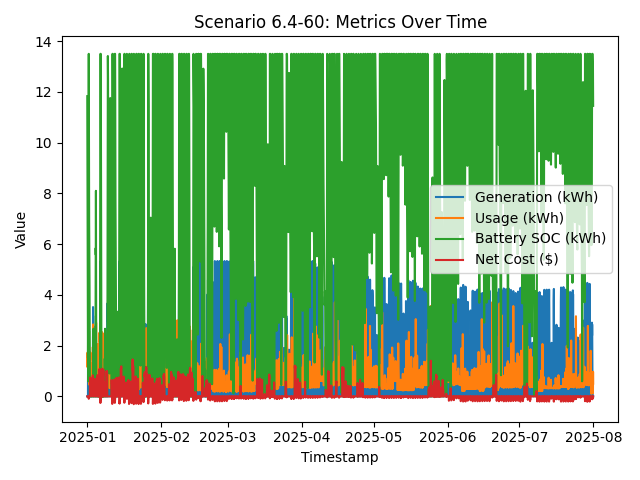 Scenario 6.4-60: Metrics Over Time
14
12
10
8
6
4
2
0
Value
Generation (kWh)
Usage (kWh)
Battery SOC (kWh)
Net Cost ($)
2025-01 2025-02 2025-03 2025-04 2025-05 2025-06 2025-07 2025-08
Timestamp